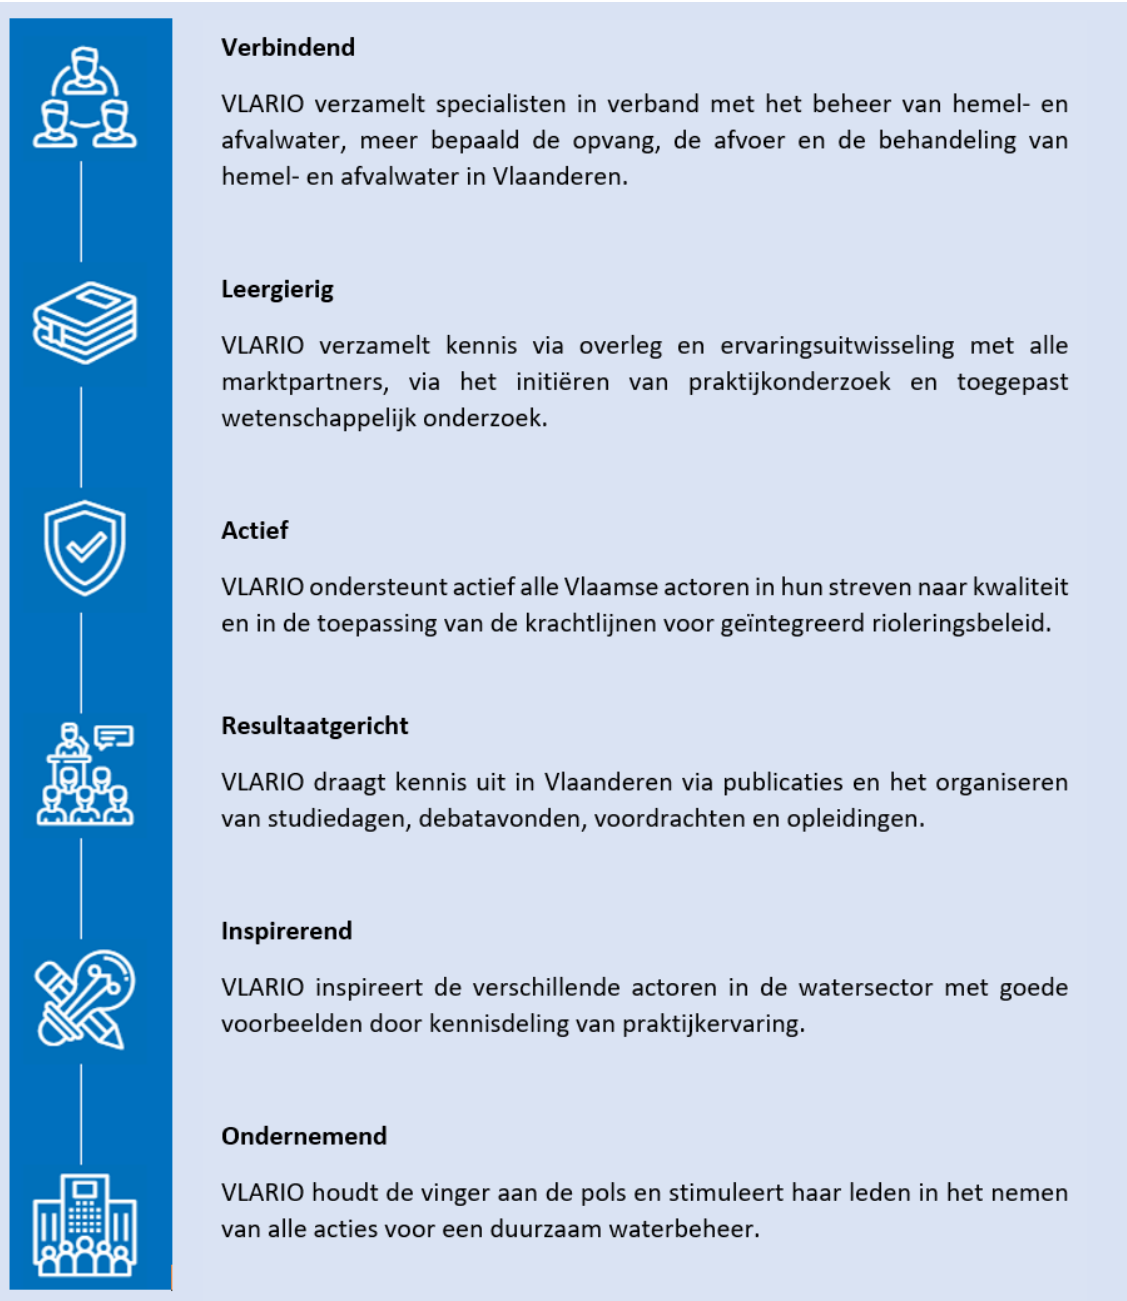 Verbindend
VLARIO verzamelt specialisten in verband met het beheer van hemel- en
afvalwater, meer bepaald de opvang, de afvoer en de behandeling van
hemel- en afvalwater in Vlaanderen.
Leergierig
VLARIO verzamelt kennis via overleg en ervaringsuitwisseling met alle
marktpartners, via het initiëren van praktijkonderzoek en toegepast
wetenschappelijk onderzoek.
Actief
VLARIO ondersteunt actief alle Vlaamse actoren in hun streven naar kwaliteit
en in de toepassing van de krachtlijnen voor geïntegreerd rioleringsbeleid.
Resultaatgericht
VLARIO draagt kennis uit in Vlaanderen via publicaties en het organiseren
van studiedagen, debatavonden, voordrachten en opleidingen.
Inspirerend
VLARIO inspireert de verschillende actoren in de watersector met goede
voorbeelden door kennisdeling van praktijkervaring.
Ondernemend
VLARIO houdt de vinger aan de pols en stimuleert haar leden in het nemen
van alle acties voor een duurzaam waterbeheer.